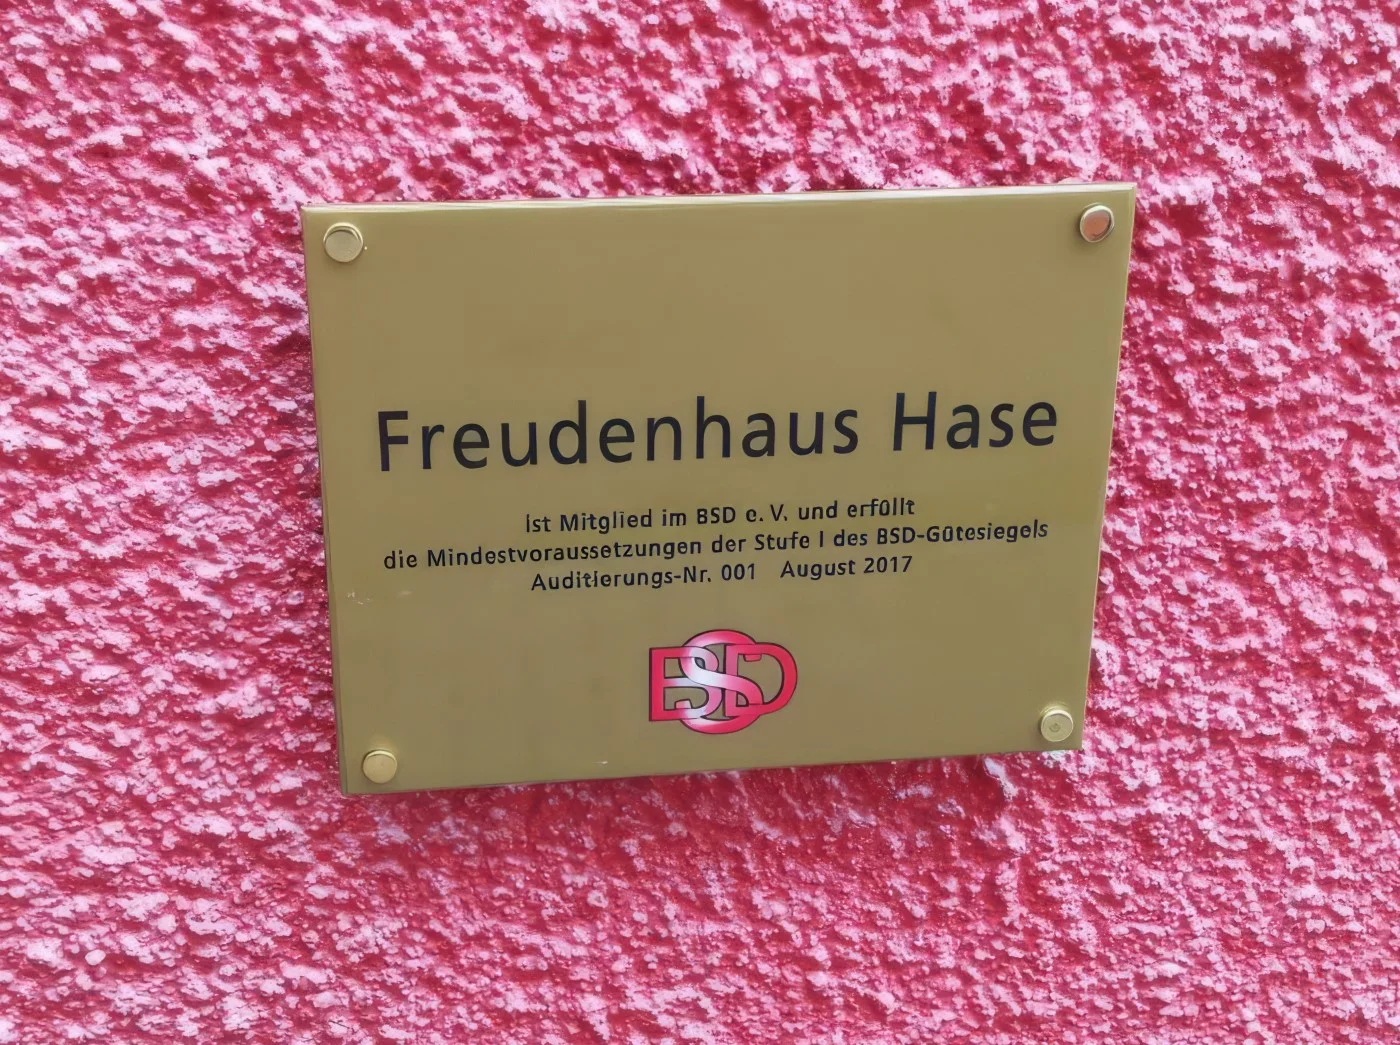 Freudenhaus Hase
ist Mitglied im BSD e. V. und erfüllt
die Mindestvoraussetzungen der Stufe I des BSD-Gütesiegels
Auditierungs-Nr. 001 August 2017
BSD